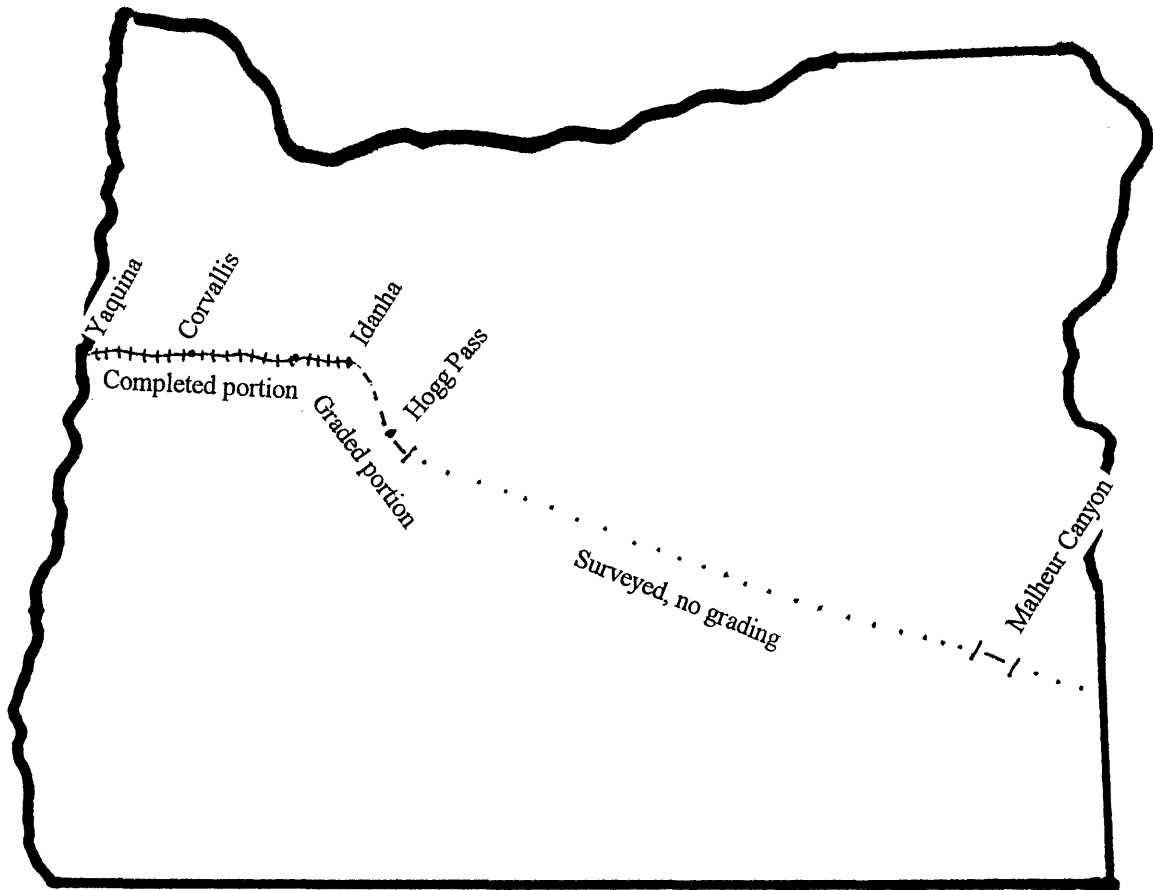 Yaquina
Corvallis
Idanha
Hogg Pass
Completed portion
Graded portion
Surveyed, no grading
Malheur Canyon